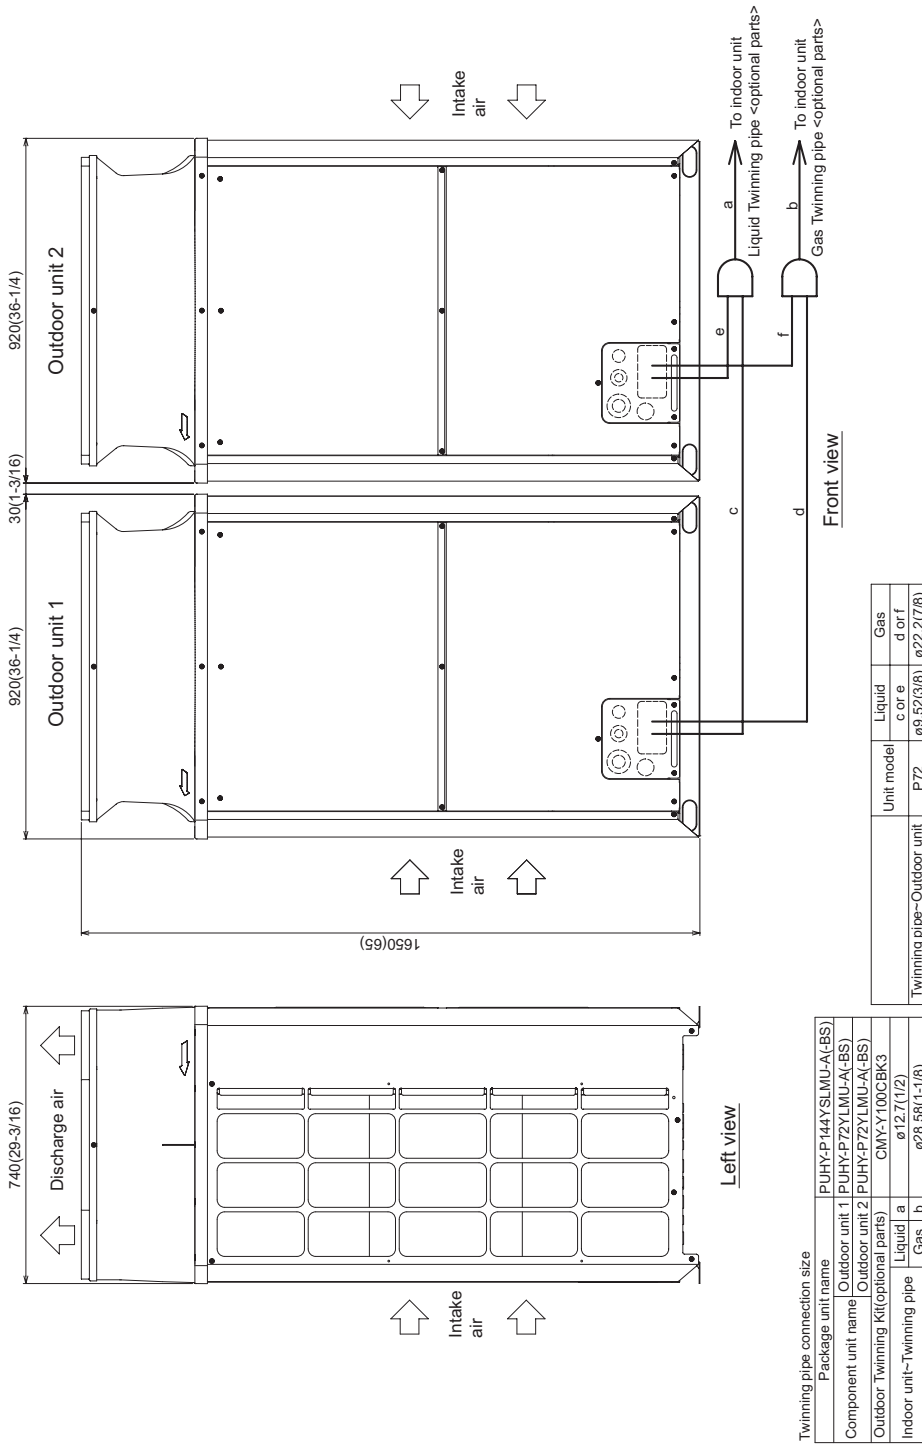 740(29-3/16)
Discharge air
Intake
air
Left view
1650(65)
920(36-1/4)
30(1-3/16)
920(36-1/4)
Outdoor unit 1
Outdoor unit 2
Intake
air
Intake
air
c
d
e
f
a
To indoor unit
Liquid Twinning pipe <optional parts>
b
To indoor unit
Gas Twinning pipe <optional parts>
Front view
Twinning pipe connection size
Package unit name PUHY-P144YSLMU-A(-BS)
Component unit name Outdoor unit 1 PUHY-P72YLMU-A(-BS)
Outdoor unit 2 PUHY-P72YLMU-A(-BS)
Outdoor Twinning Kit(optional parts) CMY-Y100CBK3
Indoor unit~Twinning pipe Liquid a ø12.7(1/2)
Gas b ø28.58(1-1/8)
Unit model Liquid Gas
c or e d or f
Twinning pipe~Outdoor unit P72 ø9.52(3/8) ø22.2(7/8)